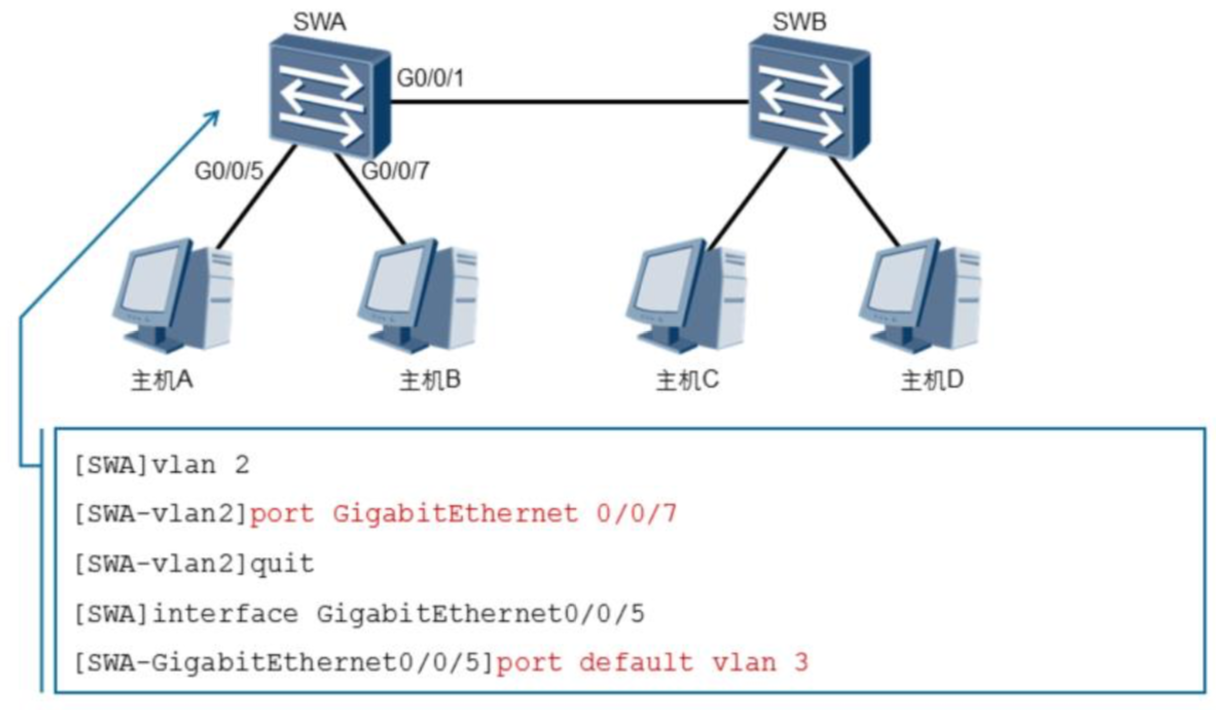 SWA
SWB
G0/0/1
G0/0/5
G0/0/7
主机A
主机B
主机C
主机D
[SWA]vlan 2
[SWA-vlan2]port GigabitEthernet 0/0/7
[SWA-vlan2]quit
[SWA]interface GigabitEthernet0/0/5
[SWA-GigabitEthernet0/0/5]port default vlan 3